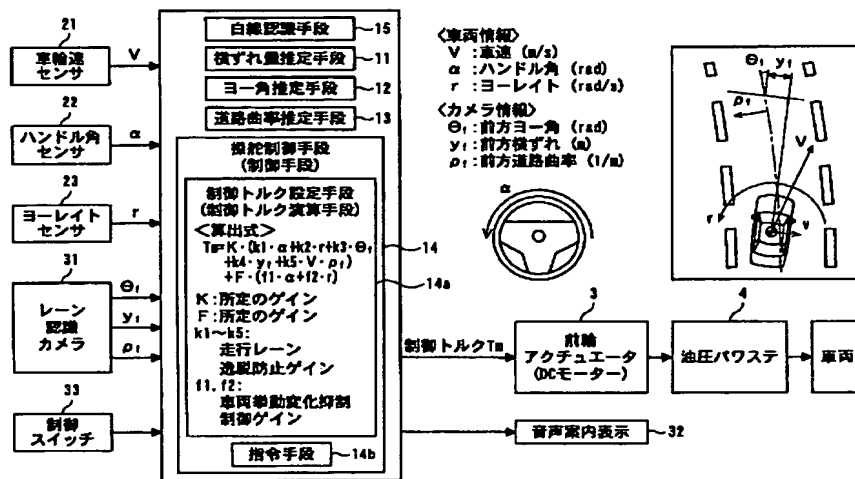 21
車輪速
センサ
V
22
ハンドル角
センサ
α
23
ヨーレイト
センサ
r
31
レーン
認識
カメラ
θf
yf
ρf
33
制御
スイッチ
白線認識手段
15
横ずれ量推定手段
11
ヨー角推定手段
12
道路曲率推定手段
13
操舵制御手段
(制御手段)
制御トルク設定手段
(制御トルク演算手段)
<算出式>
Tm=K·(k1·α+k2·r+k3·θf
+k4·yf+k5·V·ρf)
+F·(f1·α+f2·r)
K:所定のゲイン
F:所定のゲイン
k1~k5:
走行レーン
逸脱防止ゲイン
f1, f2:
車両挙動変化抑制
制御ゲイン
指令手段
14
14a
14b
<車両情報>
V:車速 (m/s)
α:ハンドル角 (rad)
r:ヨーレイト (rad/s)
<カメラ情報>
θf:前方ヨー角 (rad)
yf:前方横ずれ (m)
ρf:前方道路曲率 (1/m)
α
θf
yf
ρf
V
r
v
制御トルクTm
3
前輪
アクチュエータ
(DCモーター)
4
油圧パワステ
車両
音声案内表示
32